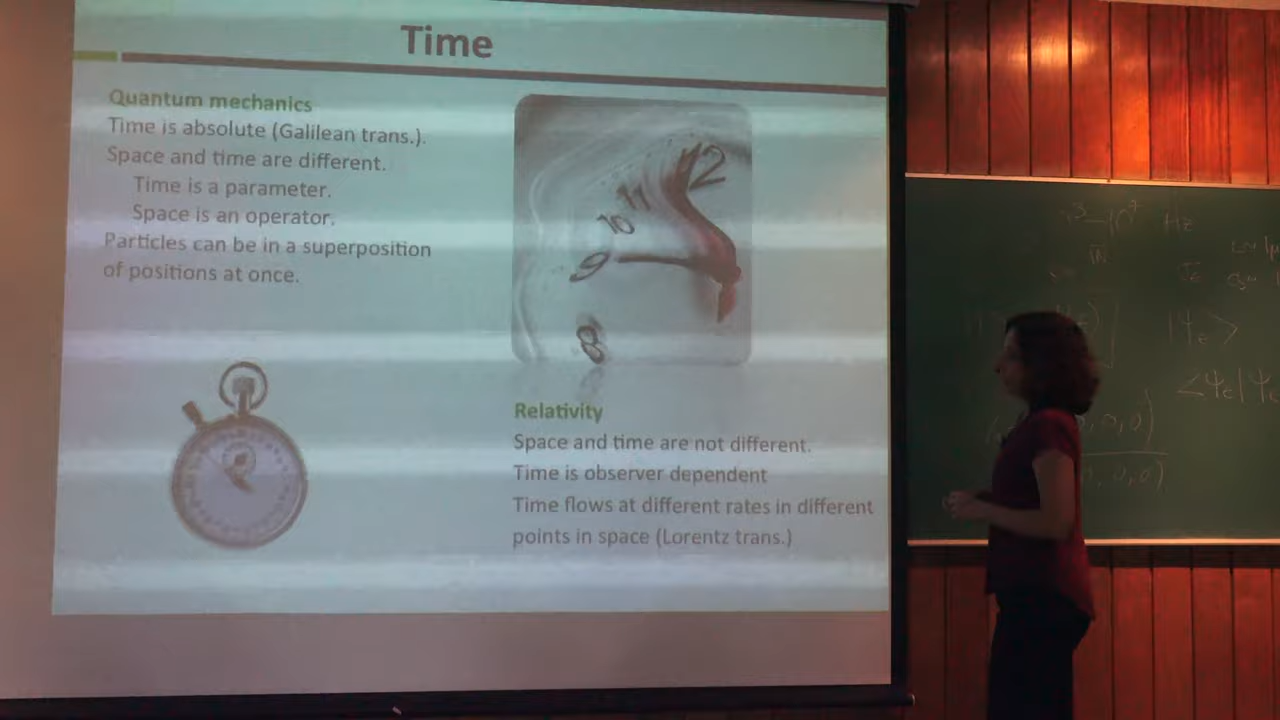 Time
Quantum mechanics
Time is absolute (Galilean trans.).
Space and time are different.
Time is a parameter.
Space is an operator.
Particles can be in a superposition
of positions at once.
12
11
10
9
8
Relativity
Space and time are not different.
Time is observer dependent
Time flows at different rates in different
points in space (Lorentz trans.)
Hz
|Ψ